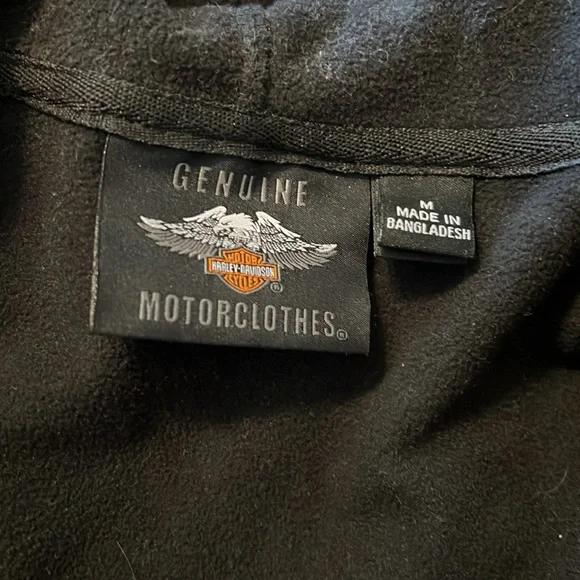 GENUINE
MOTOR
HARLEY-DAVIDSON
CYCLES
®
MOTORCLOTHES®
M
MADE IN
BANGLADESH